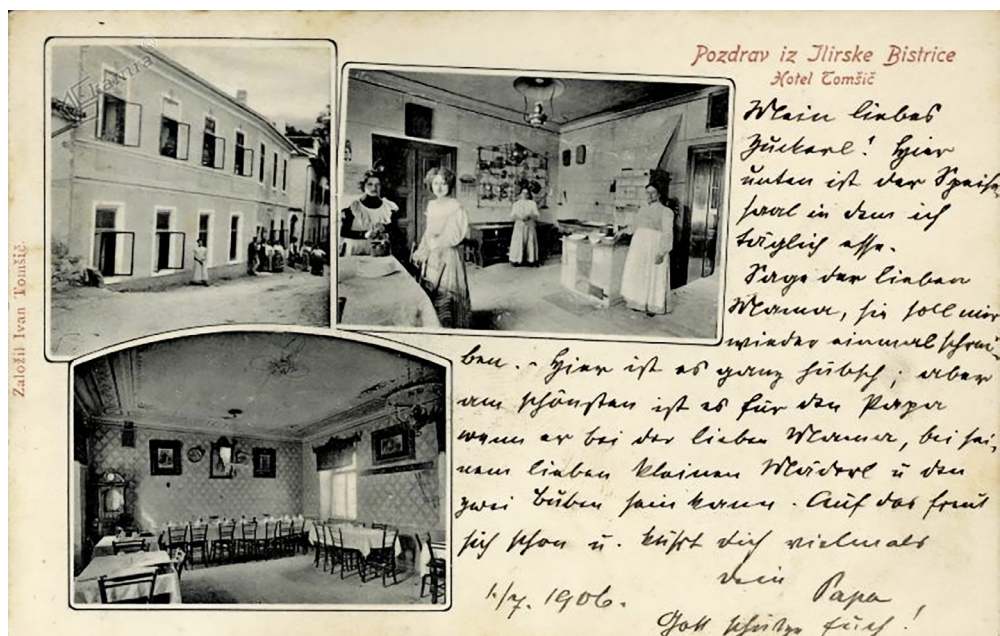 Pozdrav iz Ilirske Bistrice
Hotel Tomšič
Založil Ivan Tomšič.
Mein liebes
Zuckerl! Hier
unten ist der Speise
saal in dem ich
täglich esse.
Sage der lieben
Mama, sie soll mir
wieder einmal schrei
ben. - Hier ist es ganz hübsch; aber
am schönsten ist es für den Papa
wenn er bei der lieben Mama, bei sei,
nem lieben kleinen Mäderl u den
zwei Buben sein kann. Auf das freut
sich schon u. küßt dich vielmals
dein Papa
1./7. 1906.
Gott schütze Euch!